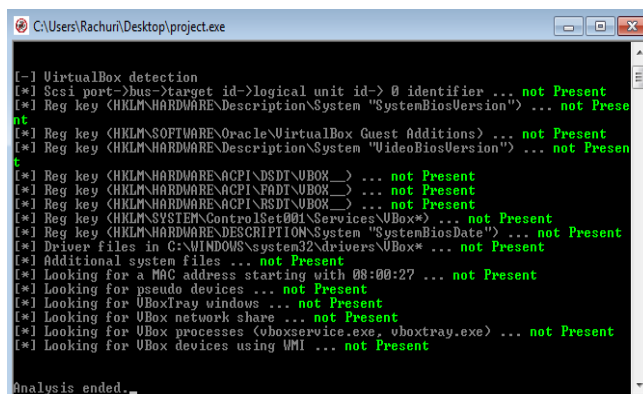 C:\Users\Rachuri\Desktop\project.exe
[-] VirtualBox detection
[*] Scsi port->bus->target id->logical unit id-> 0 identifier ... not Present
[*] Reg key (HKLM\HARDWARE\Description\System "SystemBiosVersion") ... not Prese
nt
[*] Reg key (HKLM\SOFTWARE\Oracle\VirtualBox Guest Additions) ... not Present
[*] Reg key (HKLM\HARDWARE\Description\System "VideoBiosVersion") ... not Presen
t
[*] Reg key (HKLM\HARDWARE\ACPI\DSDT\VBOX__) ... not Present
[*] Reg key (HKLM\HARDWARE\ACPI\FADT\VBOX__) ... not Present
[*] Reg key (HKLM\HARDWARE\ACPI\RSDT\VBOX__) ... not Present
[*] Reg key (HKLM\SYSTEM\ControlSet001\Services\VBox*) ... not Present
[*] Reg key (HKLM\HARDWARE\DESCRIPTION\System "SystemBiosDate") ... not Present
[*] Driver files in C:\WINDOWS\system32\drivers\VBox* ... not Present
[*] Additional system files ... not Present
[*] Looking for a MAC address starting with 08:00:27 ... not Present
[*] Looking for pseudo devices ... not Present
[*] Looking for VBoxTray windows ... not Present
[*] Looking for VBox network share ... not Present
[*] Looking for VBox processes (vboxservice.exe, vboxtray.exe) ... not Present
[*] Looking for VBox devices using WMI ... not Present
Analysis ended._